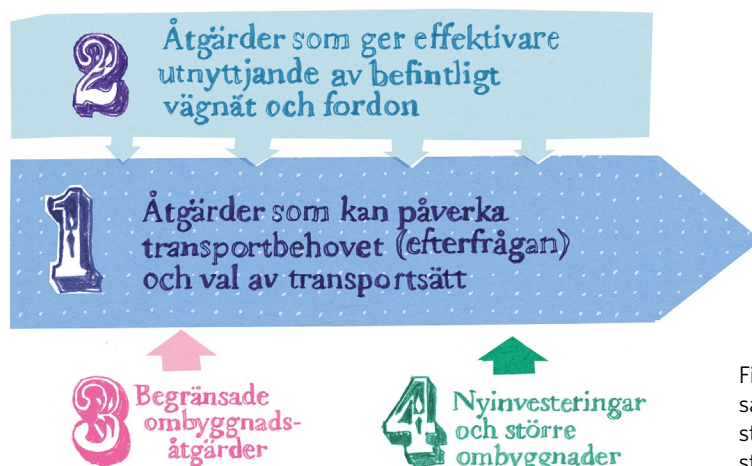 2
Åtgärder som ger effektivare
utnyttjande av befintligt
vägnät och fordon
1
Åtgärder som kan påverka
transportbehovet (efterfrågan)
och val av transportsätt
3
Begränsade
ombyggnads-
åtgärder
4
Nyinvesteringar
och större
ombyggnader